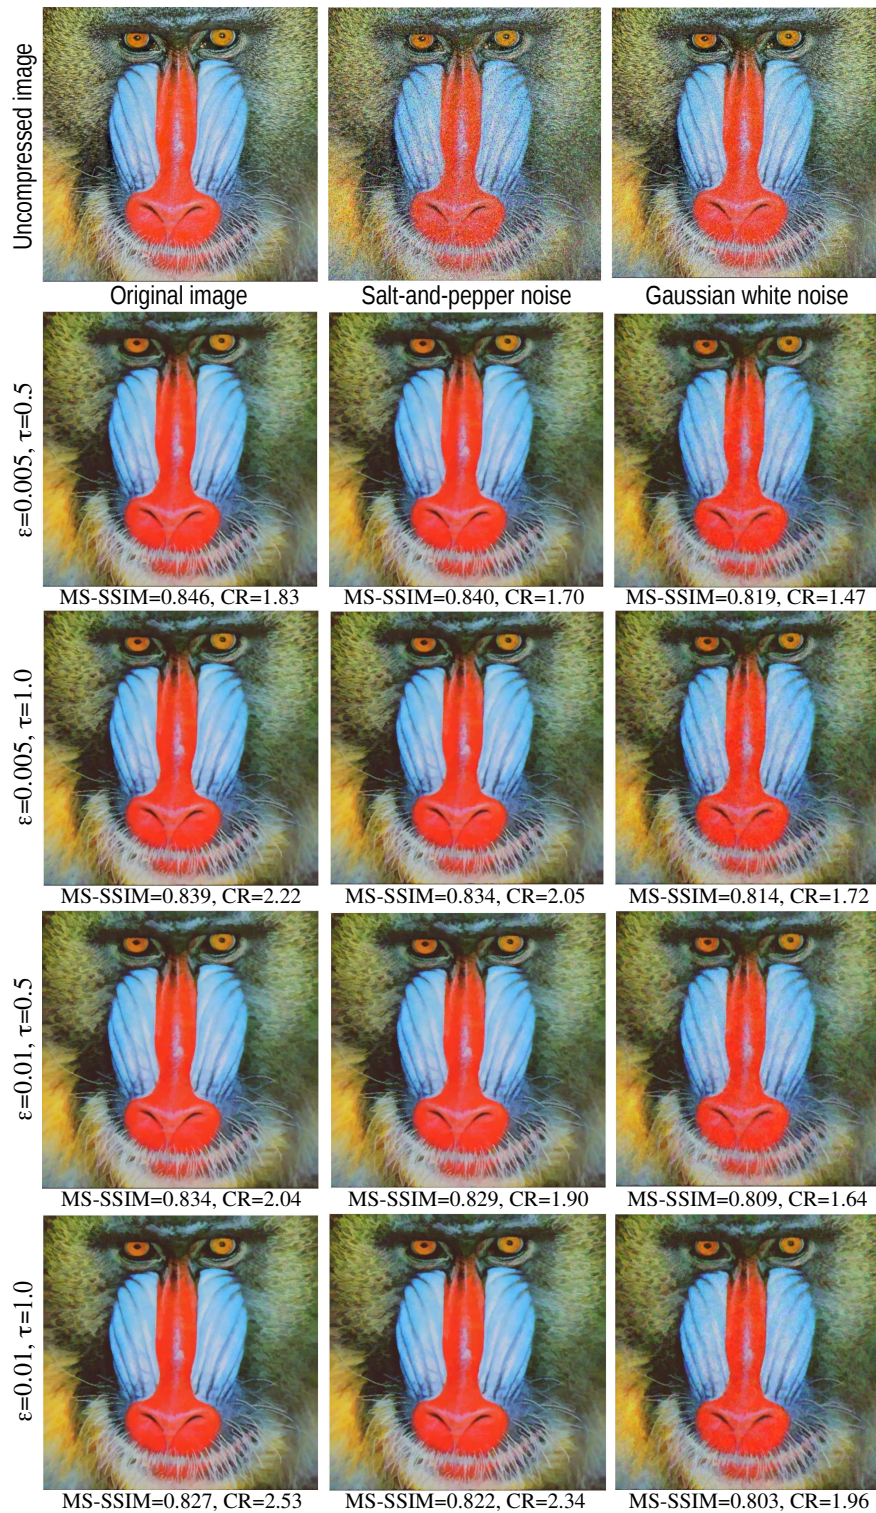 Uncompressed image
Original image
Salt-and-pepper noise
Gaussian white noise
ε=0.005, τ=0.5
MS-SSIM=0.846, CR=1.83
MS-SSIM=0.840, CR=1.70
MS-SSIM=0.819, CR=1.47
ε=0.005, τ=1.0
MS-SSIM=0.839, CR=2.22
MS-SSIM=0.834, CR=2.05
MS-SSIM=0.814, CR=1.72
ε=0.01, τ=0.5
MS-SSIM=0.834, CR=2.04
MS-SSIM=0.829, CR=1.90
MS-SSIM=0.809, CR=1.64
ε=0.01, τ=1.0
MS-SSIM=0.827, CR=2.53
MS-SSIM=0.822, CR=2.34
MS-SSIM=0.803, CR=1.96